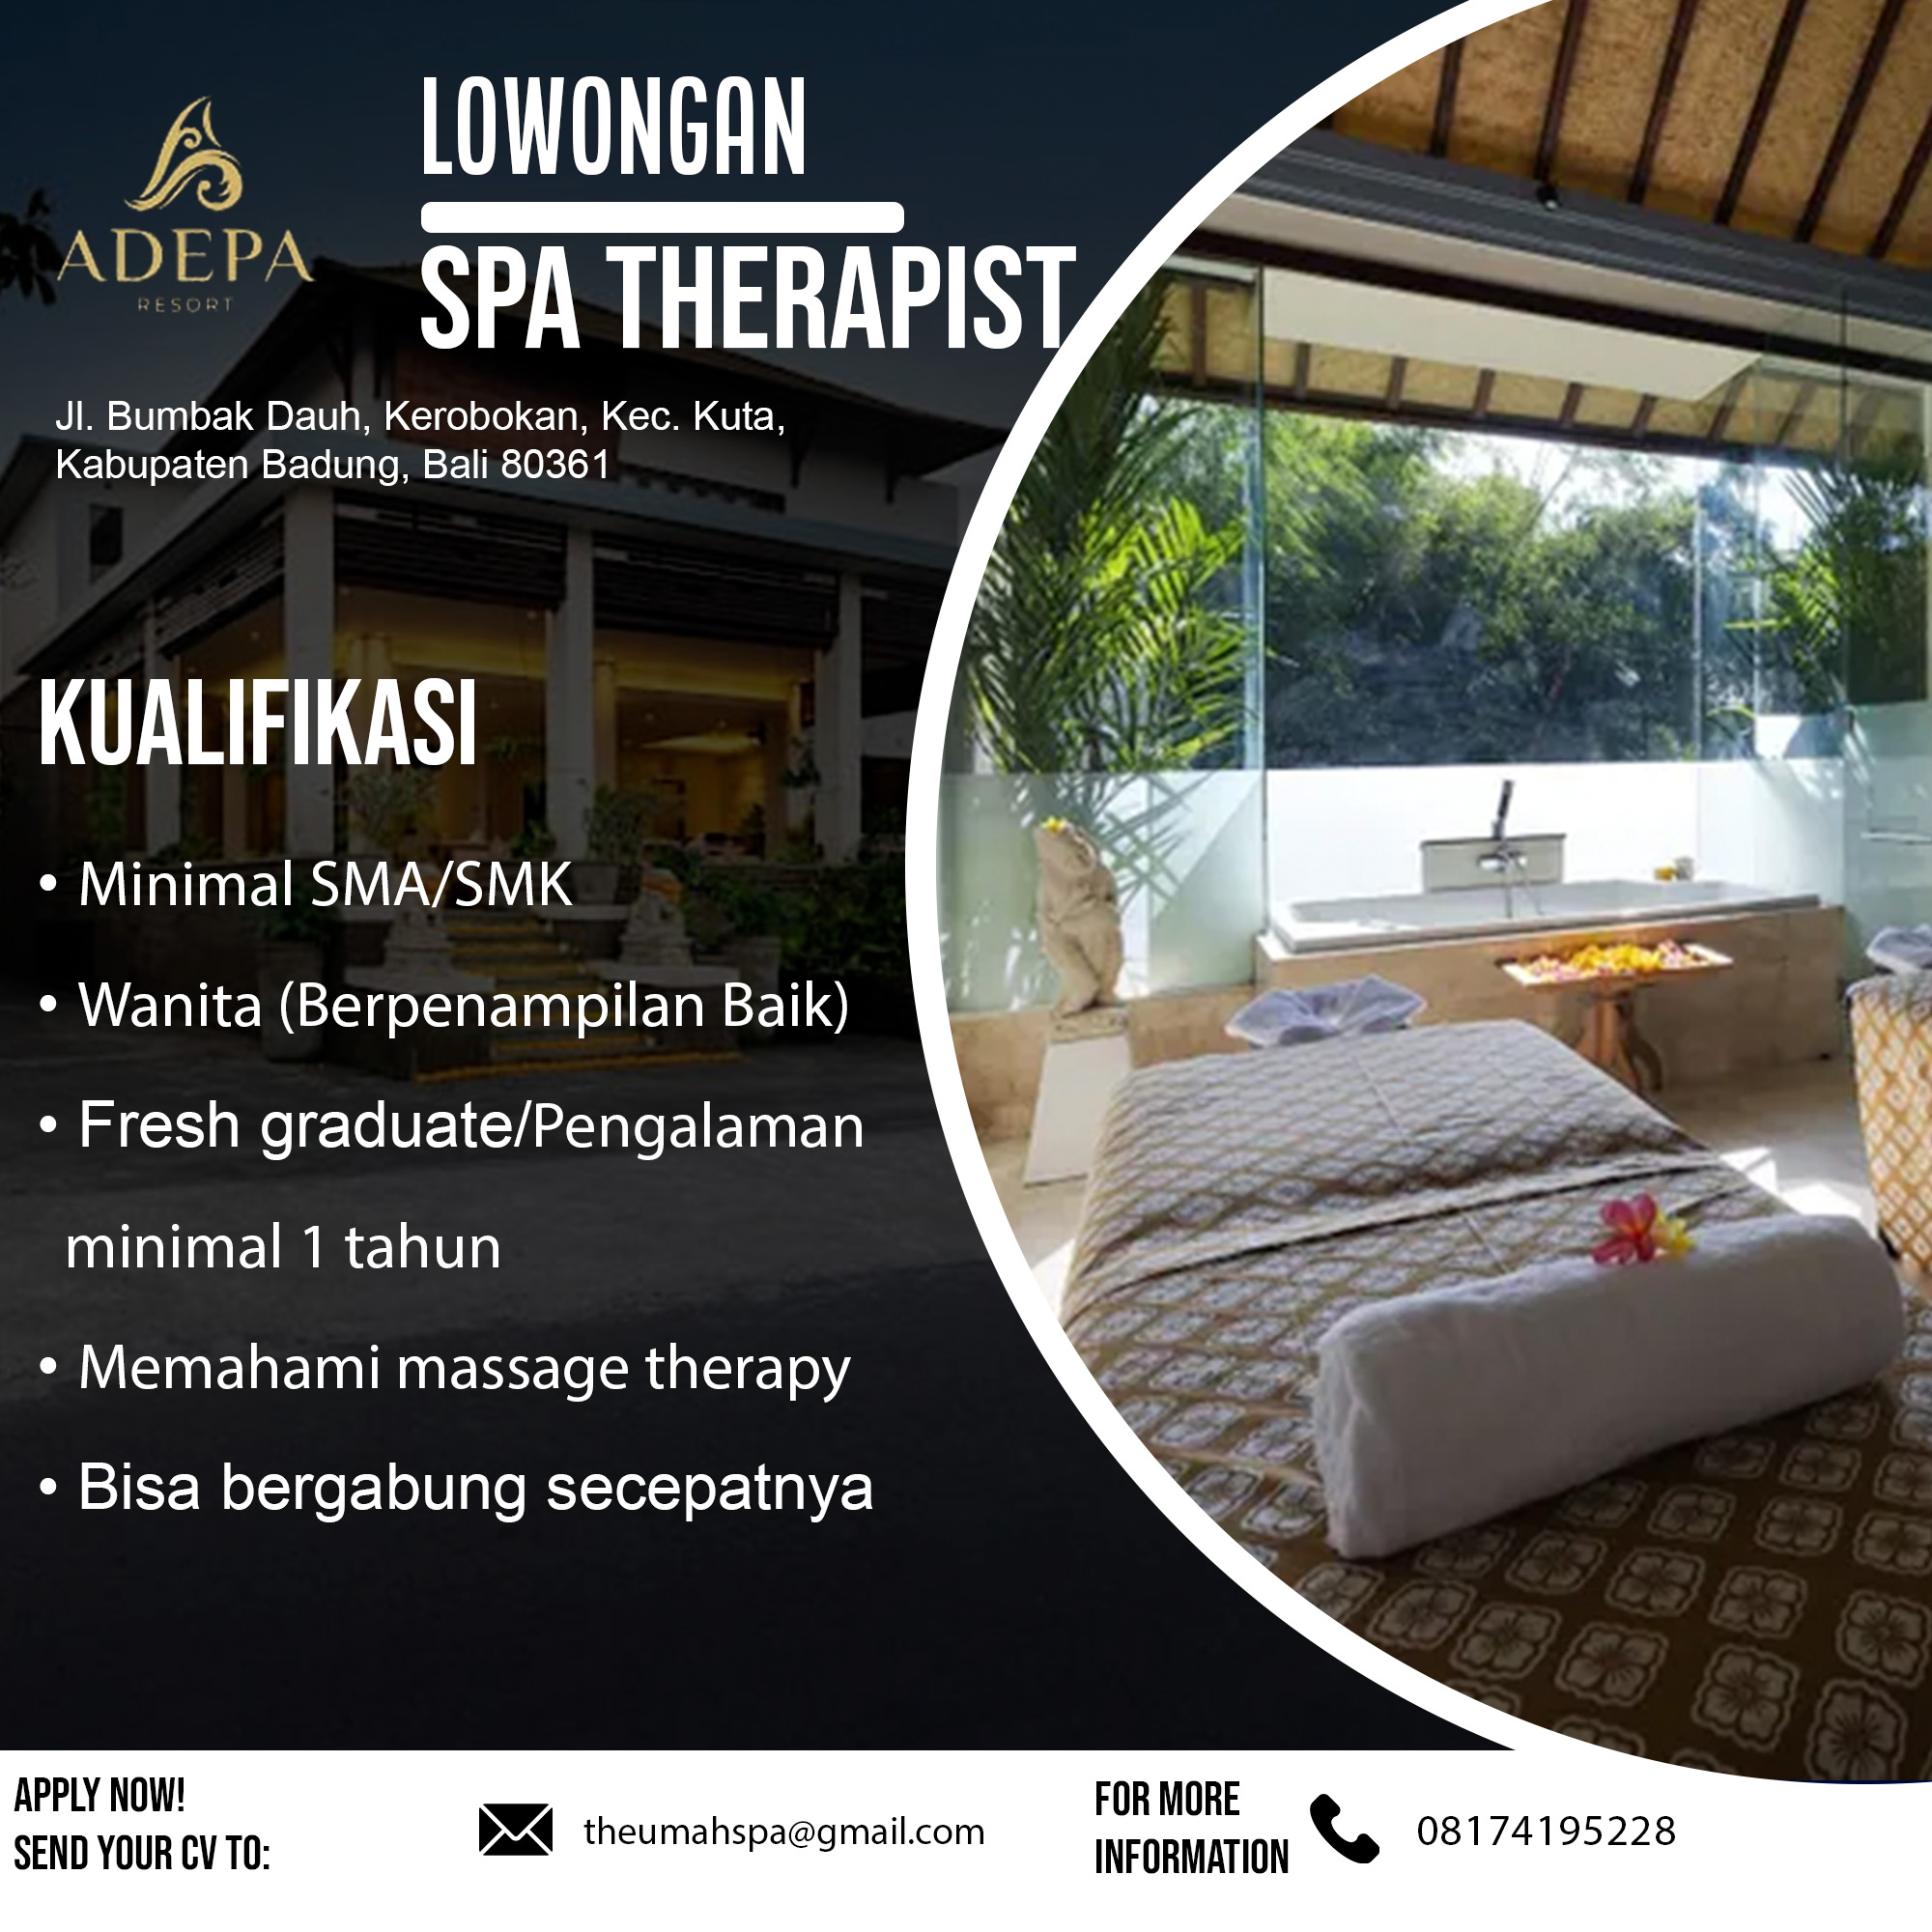 ADEPA
RESORT
LOWONGAN
SPA THERAPIST
Jl. Bumbak Dauh, Kerobokan, Kec. Kuta,
Kabupaten Badung, Bali 80361
KUALIFIKASI
• Minimal SMA/SMK
• Wanita (Berpenampilan Baik)
• Fresh graduate/Pengalaman
minimal 1 tahun
• Memahami massage therapy
• Bisa bergabung secepatnya
APPLY NOW!
SEND YOUR CV TO:
theumahspa@gmail.com
FOR MORE
INFORMATION
08174195228